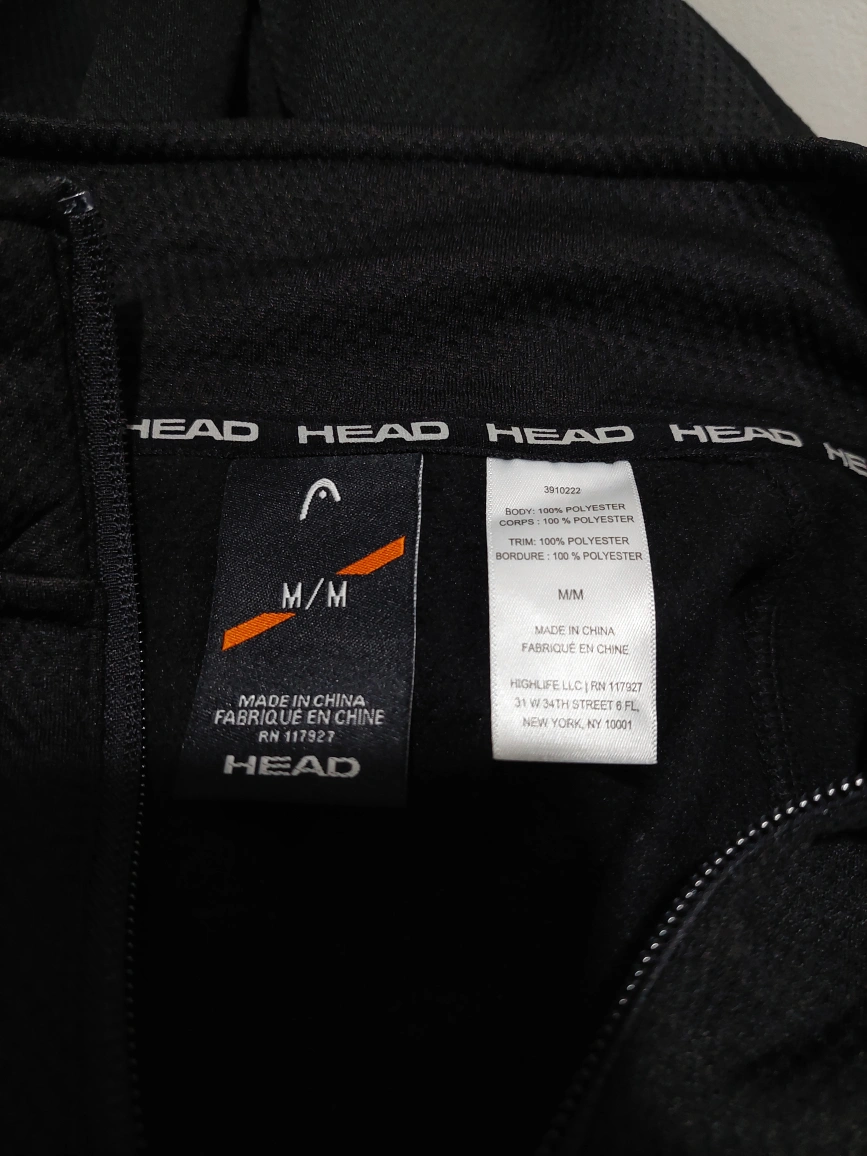 HEAD HEAD HEAD HEAD HE
M/M
MADE IN CHINA
FABRIQUÉ EN CHINE
RN 117927
HEAD
3910222
BODY: 100% POLYESTER
CORPS : 100 % POLYESTER
TRIM: 100% POLYESTER
BORDURE : 100 % POLYESTER
M/M
MADE IN CHINA
FABRIQUÉ EN CHINE
HIGHLIFE LLC | RN 117927
31 W 34TH STREET 6 FL,
NEW YORK, NY 10001